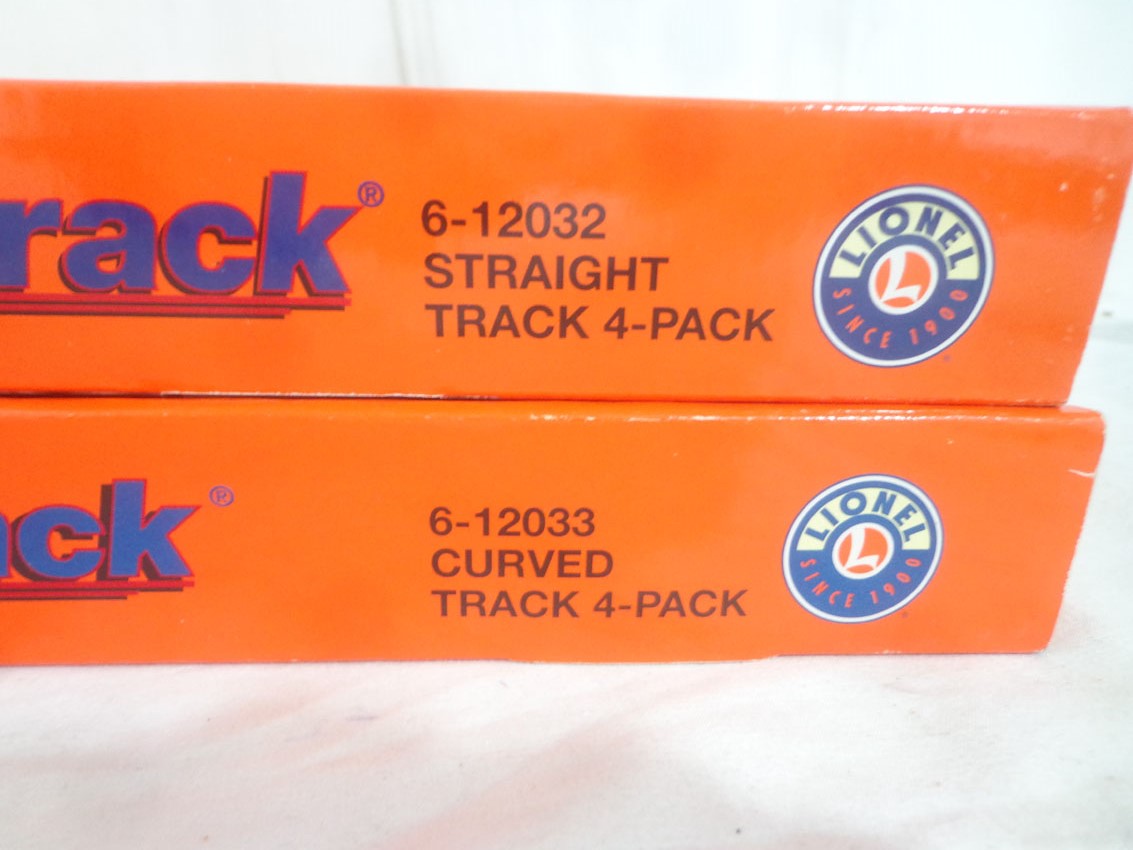 rack®
6-12032
STRAIGHT
TRACK 4-PACK
LIONEL
L
SINCE 1900
ack®
6-12033
CURVED
TRACK 4-PACK
LIONEL
L
SINCE 1900